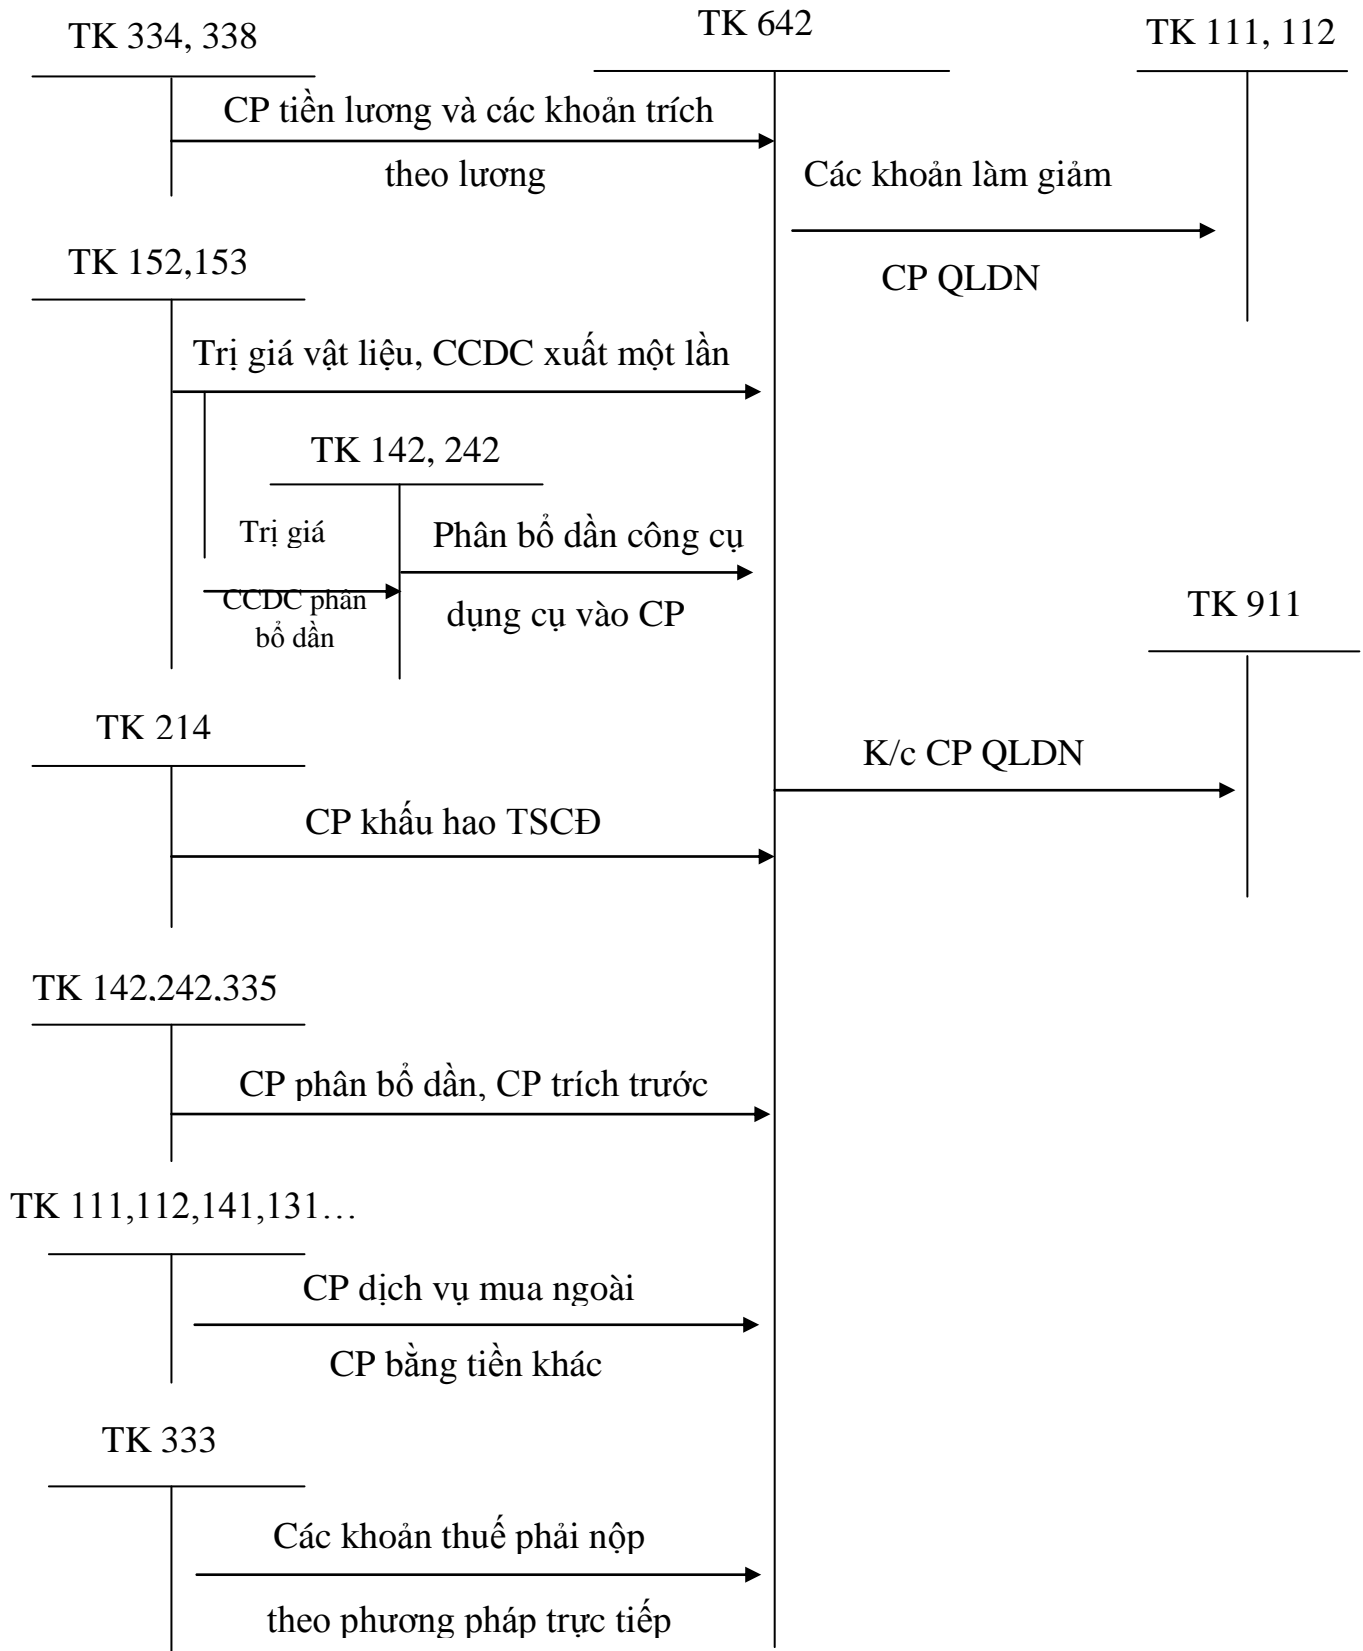 TK 334, 338
TK 642
TK 111, 112
CP tiền lương và các khoản trích
theo lương
Các khoản làm giảm
CP QLDN
TK 152,153
Trị giá vật liệu, CCDC xuất một lần
TK 142, 242
Trị giá
CCDC phân
bổ dần
Phân bổ dần công cụ
dụng cụ vào CP
TK 911
TK 214
K/c CP QLDN
CP khấu hao TSCĐ
TK 142,242,335
CP phân bổ dần, CP trích trước
TK 111,112,141,131…
CP dịch vụ mua ngoài
CP bằng tiền khác
TK 333
Các khoản thuế phải nộp
theo phương pháp trực tiếp